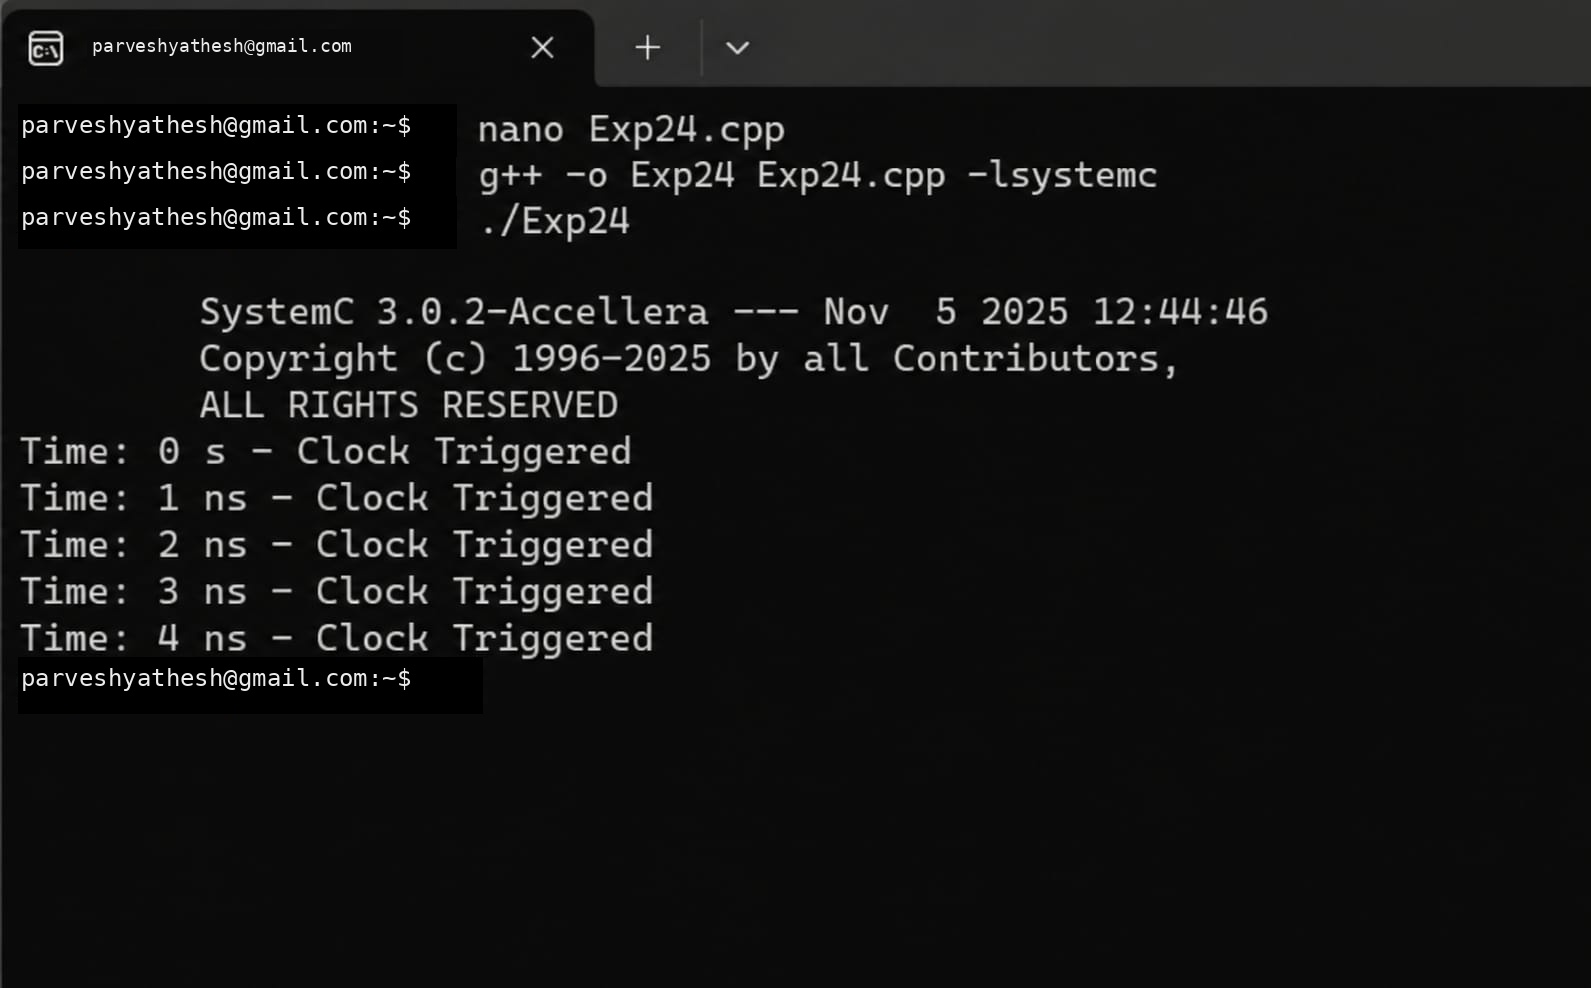 parveshyathesh@gmail.com
parveshyathesh@gmail.com:~$ nano Exp24.cpp
parveshyathesh@gmail.com:~$ g++ -o Exp24 Exp24.cpp -lsystemc
parveshyathesh@gmail.com:~$ ./Exp24
SystemC 3.0.2-Accellera --- Nov  5 2025 12:44:46
Copyright (c) 1996-2025 by all Contributors,
ALL RIGHTS RESERVED
Time: 0 s - Clock Triggered
Time: 1 ns - Clock Triggered
Time: 2 ns - Clock Triggered
Time: 3 ns - Clock Triggered
Time: 4 ns - Clock Triggered
parveshyathesh@gmail.com:~$